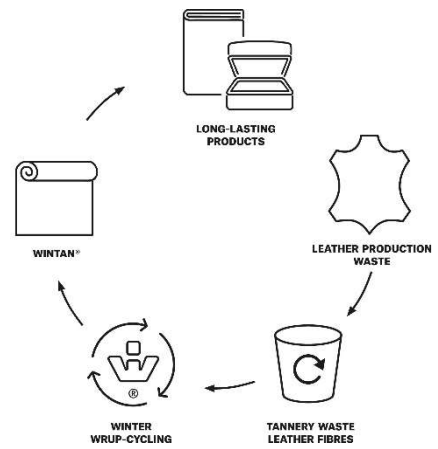 LONG-LASTING
PRODUCTS
LEATHER PRODUCTION
WASTE
TANNERY WASTE
LEATHER FIBRES
®
WINTER
WRUP-CYCLING
WINTAN®